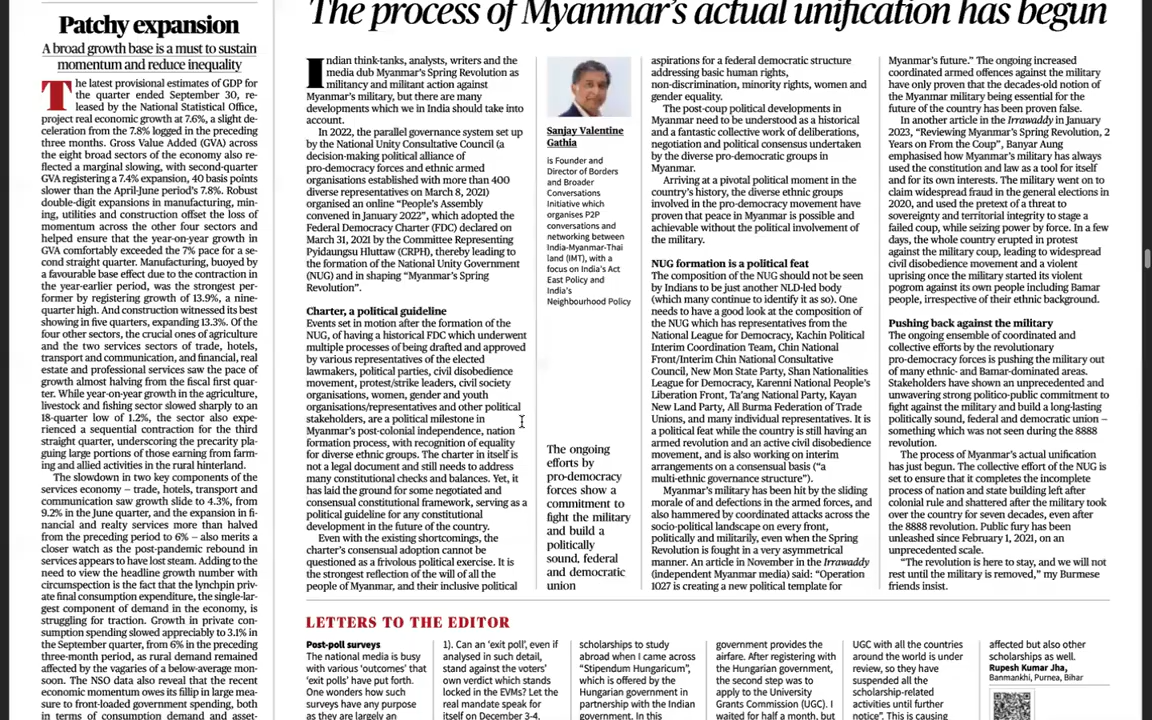 Patchy expansion
A broad growth base is a must to sustain
momentum and reduce inequality
The latest provisional estimates of GDP for
the quarter ended September 30, re-
leased by the National Statistical Office,
project real economic growth at 7.6%, a slight de-
celeration from the 7.8% logged in the preceding
three months. Gross Value Added (GVA) across
the eight broad sectors of the economy also re-
flected a marginal slowing, with second-quarter
GVA registering a 7.4% expansion, 40 basis points
slower than the April-June period's 7.8%. Robust
double-digit expansions in manufacturing, min-
ing, utilities and construction offset the loss of
momentum across the other four sectors and
helped ensure that the year-on-year growth in
GVA comfortably exceeded the 7% pace for a se-
cond straight quarter. Manufacturing, buoyed by
a favourable base effect due to the contraction in
the year-earlier period, was the strongest per-
former by registering growth of 13.9%, a nine-
quarter high. And construction witnessed its best
showing in five quarters, expanding 13.3%. Of the
four other sectors, the crucial ones of agriculture
and the two services sectors of trade, hotels,
transport and communication, and financial, real
estate and professional services saw the pace of
growth almost halving from the fiscal first quar-
ter. While year-on-year growth in the agriculture,
livestock and fishing sector slowed sharply to an
18-quarter low of 1.2%, the sector also expe-
rienced a sequential contraction for the third
straight quarter, underscoring the precarity pla-
guing large portions of those earning from farm-
ing and allied activities in the rural hinterland.
The slowdown in two key components of the
services economy – trade, hotels, transport and
communication saw growth slide to 4.3%, from
9.2% in the June quarter, and the expansion in fi-
nancial and realty services more than halved
from the preceding period to 6% – also merits a
closer watch as the post-pandemic rebound in
services appears to have lost steam. Adding to the
need to view the headline growth number with
circumspection is the fact that the lynchpin priv-
ate final consumption expenditure, the single-lar-
gest component of demand in the economy, is
struggling for traction. Growth in private con-
sumption spending slowed appreciably to 3.1% in
the September quarter, from 6% in the preceding
three-month period, as rural demand remained
affected by the vagaries of a below-average mon-
soon. The NSO data also reveal that the recent
economic momentum owes its fillip in large mea-
sure to front-loaded government spending, both
in terms of consumption demand and asset-
The process of Myanmar's actual unification has begun
Indian think-tanks, analysts, writers and the
media dub Myanmar's Spring Revolution as
militancy and militant action against
Myanmar's military, but there are many
developments which we in India should take into
account.
In 2022, the parallel governance system set up
by the National Unity Consultative Council (a
decision-making political alliance of
pro-democracy forces and ethnic armed
organisations established with more than 400
diverse representatives on March 8, 2021)
organised an online “People's Assembly
convened in January 2022”, which adopted the
Federal Democracy Charter (FDC) declared on
March 31, 2021 by the Committee Representing
Pyidaungsu Hluttaw (CRPH), thereby leading to
the formation of the National Unity Government
(NUG) and in shaping “Myanmar's Spring
Revolution”.
Charter, a political guideline
Events set in motion after the formation of the
NUG, of having a historical FDC which underwent
multiple processes of being drafted and approved
by various representatives of the elected
lawmakers, political parties, civil disobedience
movement, protest/strike leaders, civil society
organisations, women, gender and youth
organisations/representatives and other political
stakeholders, are a political milestone in
Myanmar's post-colonial independence, nation
formation process, with recognition of equality
for diverse ethnic groups. The charter in itself is
not a legal document and still needs to address
many constitutional checks and balances. Yet, it
has laid the ground for some negotiated and
consensual constitutional framework, serving as a
political guideline for any constitutional
development in the future of the country.
Even with the existing shortcomings, the
charter's consensual adoption cannot be
questioned as a frivolous political exercise. It is
the strongest reflection of the will of all the
people of Myanmar, and their inclusive political
Sanjay Valentine
Gathia
is Founder and
Director of Borders
and Broader
Conversations
Initiative which
organises P2P
conversations and
networking between
India-Myanmar-Thai
land (IMT), with a
focus on India's Act
East Policy and
India's
Neighbourhood Policy
The ongoing
efforts by
pro-democracy
forces show a
commitment to
fight the military
and build a
politically
sound, federal
and democratic
union
aspirations for a federal democratic structure
addressing basic human rights,
non-discrimination, minority rights, women and
gender equality.
The post-coup political developments in
Myanmar need to be understood as a historical
and a fantastic collective work of deliberations,
negotiation and political consensus undertaken
by the diverse pro-democratic groups in
Myanmar.
Arriving at a pivotal political moment in the
country's history, the diverse ethnic groups
involved in the pro-democracy movement have
proven that peace in Myanmar is possible and
achievable without the political involvement of
the military.
NUG formation is a political feat
The composition of the NUG should not be seen
by Indians to be just another NLD-led body
(which many continue to identify it as so). One
needs to have a good look at the composition of
the NUG which has representatives from the
National League for Democracy, Kachin Political
Interim Coordination Team, Chin National
Front/Interim Chin National Consultative
Council, New Mon State Party, Shan Nationalities
League for Democracy, Karenni National People's
Liberation Front, Ta'ang National Party, Kayan
New Land Party, All Burma Federation of Trade
Unions, and many individual representatives. It is
a political feat while the country is still having an
armed revolution and an active civil disobedience
movement, and is also working on interim
arrangements on a consensual basis (“a
multi-ethnic governance structure”).
Myanmar's military has been hit by the sliding
morale of and defections in the armed forces, and
also hammered by coordinated attacks across the
socio-political landscape on every front,
politically and militarily, even when the Spring
Revolution is fought in a very asymmetrical
manner. An article in November in the Irrawaddy
(independent Myanmar media) said: “Operation
1027 is creating a new political template for
Myanmar's future.” The ongoing increased
coordinated armed offences against the military
have only proven that the decades-old notion of
the Myanmar military being essential for the
future of the country has been proven false.
In another article in the Irrawaddy in January
2023, “Reviewing Myanmar's Spring Revolution, 2
Years on From the Coup”, Banyar Aung
emphasised how Myanmar's military has always
used the constitution and law as a tool for itself
and for its own interests. The military went on to
claim widespread fraud in the general elections in
2020, and used the pretext of a threat to
sovereignty and territorial integrity to stage a
failed coup, while seizing power by force. In a few
days, the whole country erupted in protest
against the military coup, leading to widespread
civil disobedience movement and a violent
uprising once the military started its violent
pogrom against its own people including Bamar
people, irrespective of their ethnic background.
Pushing back against the military
The ongoing ensemble of coordinated and
collective efforts by the revolutionary
pro-democracy forces is pushing the military out
of many ethnic- and Bamar-dominated areas.
Stakeholders have shown an unprecedented and
unwavering strong politico-public commitment to
fight against the military and build a long-lasting
politically sound, federal and democratic union –
something which was not seen during the 8888
revolution.
The process of Myanmar's actual unification
has just begun. The collective effort of the NUG is
set to ensure that it completes the incomplete
process of nation and state building left after
colonial rule and shattered after the military took
over the country for seven decades, even after
the 8888 revolution. Public fury has been
unleashed since February 1, 2021, on an
unprecedented scale.
“The revolution is here to stay, and we will not
rest until the military is removed,” my Burmese
friends insist.
LETTERS TO THE EDITOR
Post-poll surveys
The national media is busy
with various ‘outcomes’ that
‘exit polls’ have put forth.
One wonders how such
surveys have any purpose
as they are largely an
1). Can an ‘exit poll’, even if
analysed in such detail,
stand against the voters’
own verdict which stands
locked in the EVMs? Let the
real mandate speak for
itself on December 3-4.
scholarships to study
abroad when I came across
“Stipendium Hungaricum”,
which is offered by the
Hungarian government in
partnership with the Indian
government. In this
government provides the
airfare. After registering with
the Hungarian government,
the second step was to
apply to the University
Grants Commission (UGC). I
waited for half a month, but
UGC with all the countries
around the world is under
review, so they have
suspended all the
scholarship-related
activities until further
notice”. This is causing
affected but also other
scholarships as well.
Rupesh Kumar Jha,
Banmankhi, Purnea, Bihar